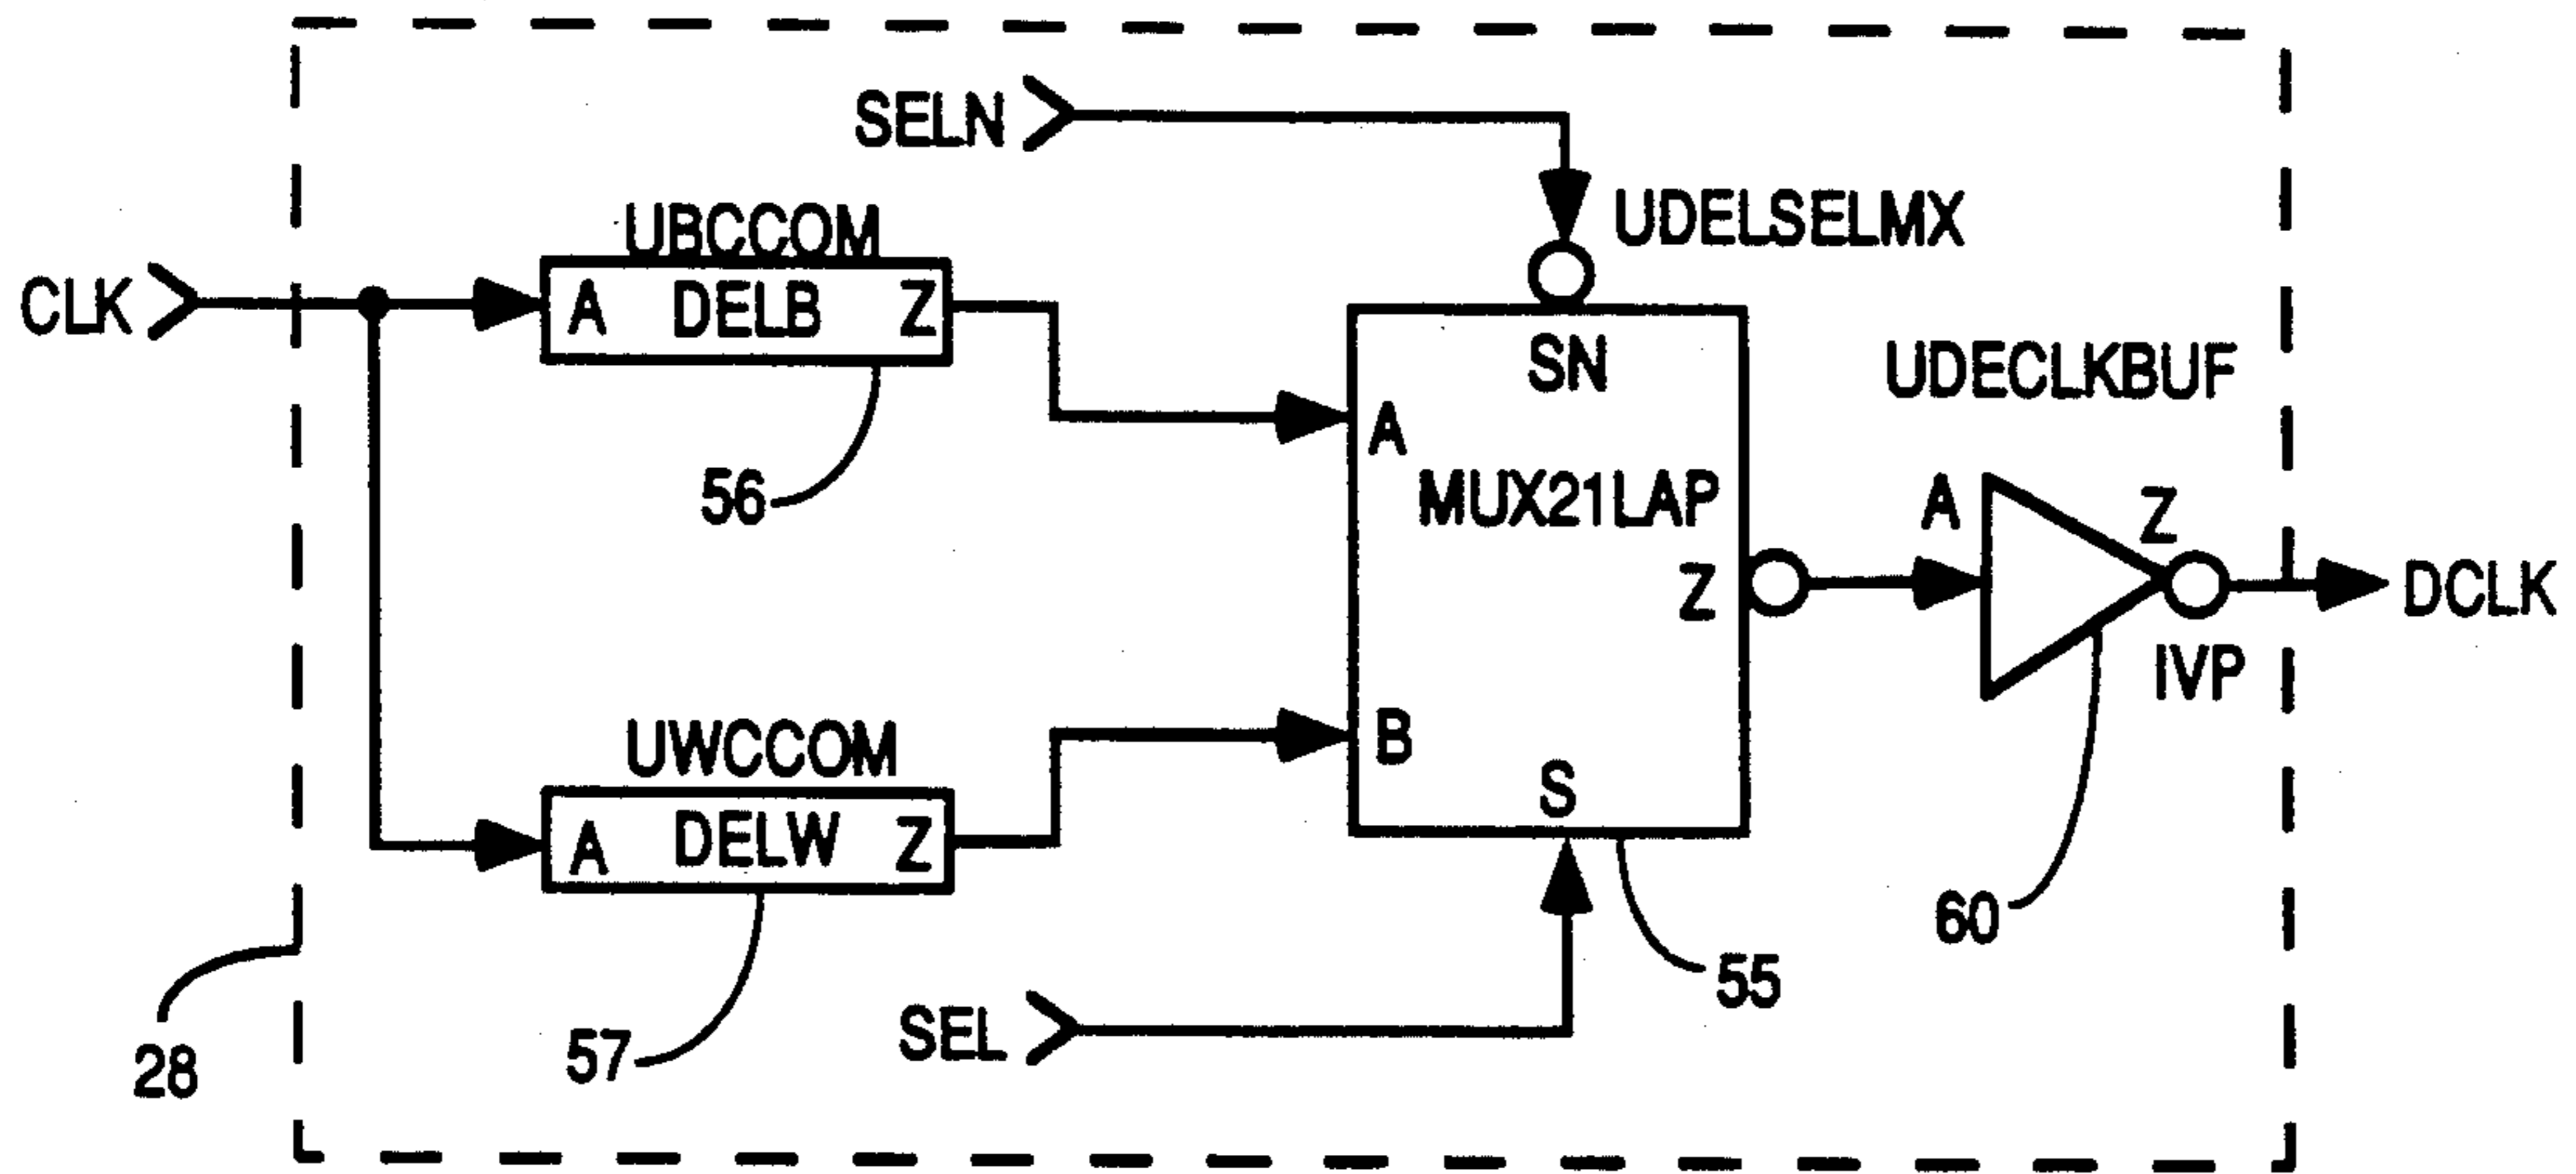 SELN
UDELSELMX
UBCCOM
CLK
A DELB Z
SN
UDECLKBUF
A
56
MUX21LAP
A
Z
Z
DCLK
IVP
B
UWCCOM
S
A DELW Z
60
55
SEL
57
28